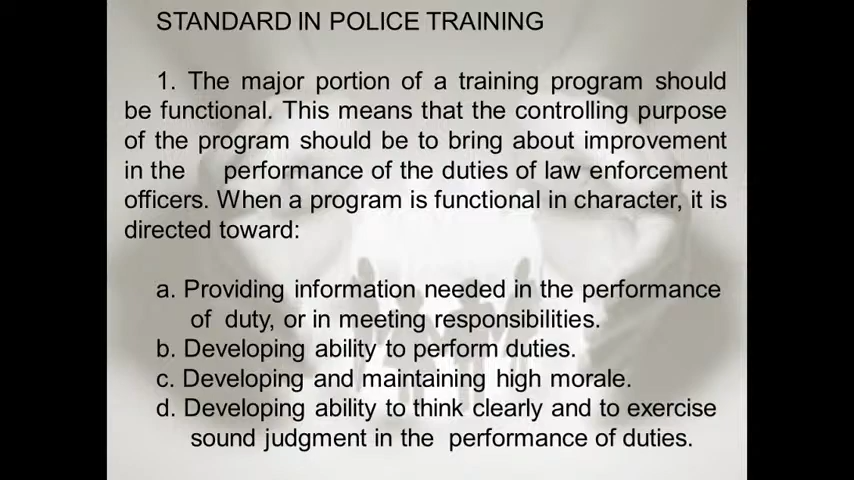 STANDARD IN POLICE TRAINING
1. The major portion of a training program should
be functional. This means that the controlling purpose
of the program should be to bring about improvement
in the performance of the duties of law enforcement
officers. When a program is functional in character, it is
directed toward:
a. Providing information needed in the performance
of duty, or in meeting responsibilities.
b. Developing ability to perform duties.
c. Developing and maintaining high morale.
d. Developing ability to think clearly and to exercise
sound judgment in the performance of duties.